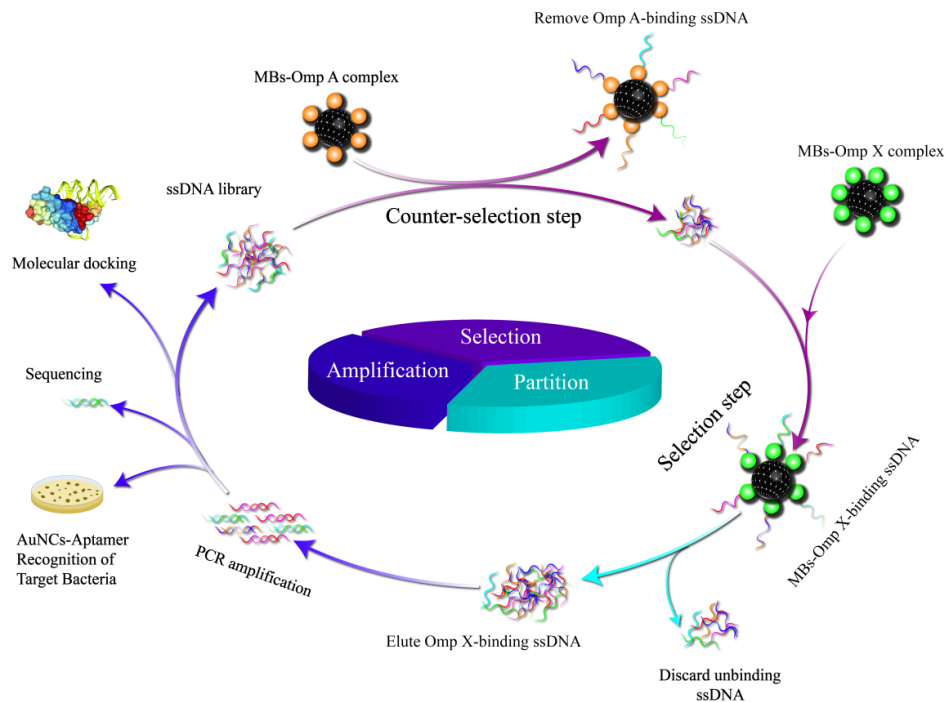 Remove Omp A-binding ssDNA
MBs-Omp A complex
MBs-Omp X complex
ssDNA library
Counter-selection step
Molecular docking
Selection
Amplification
Partition
Sequencing
Selection step
MBs-Omp X-binding ssDNA
AuNCs-Aptamer
Recognition of
Target Bacteria
PCR amplification
Elute Omp X-binding ssDNA
Discard unbinding
ssDNA